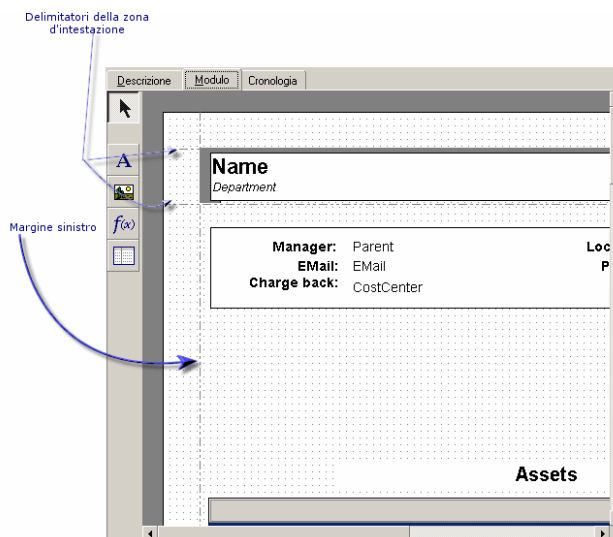 Delimitatori della zona
d'intestazione
Descrizione Modulo Cronologia
A
Name
Department
f(x)
Margine sinistro
Manager: Parent Loc
EMail: EMail P
Charge back: CostCenter
Assets